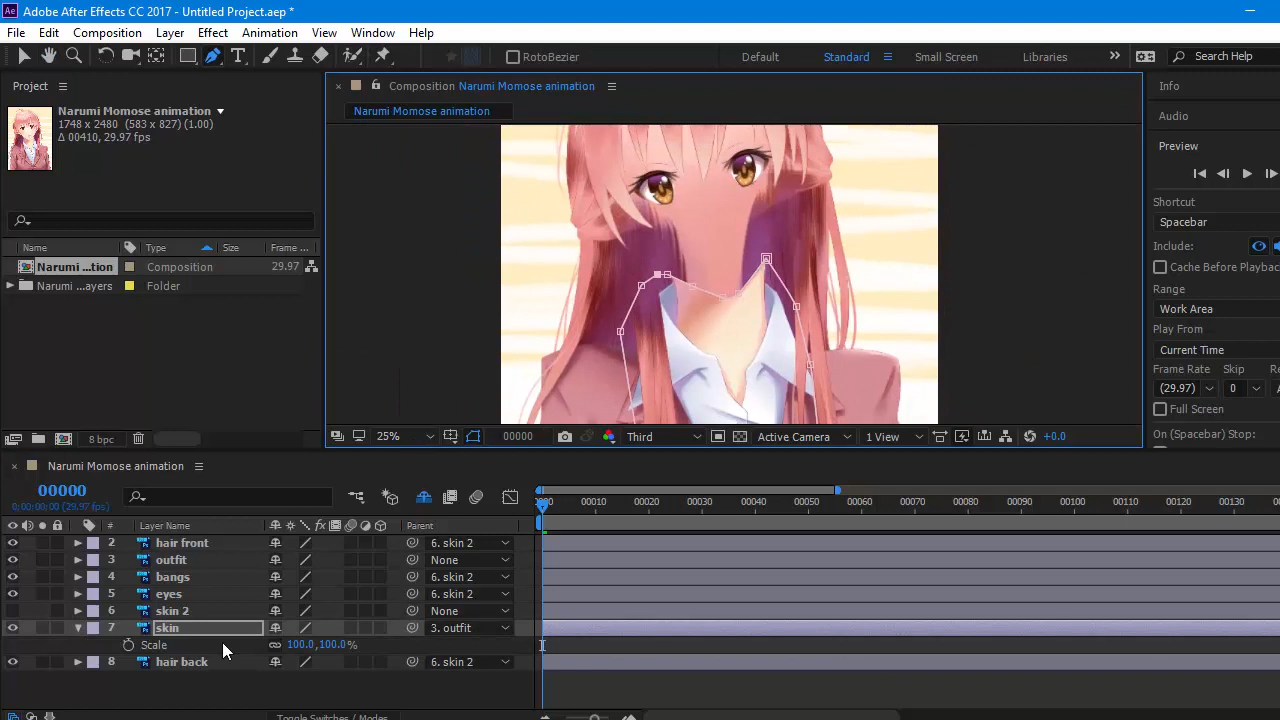 Ae Adobe After Effects CC 2017 - Untitled Project.aep *
File Edit Composition Layer Effect Animation View Window Help
RotoBezier Default Standard Small Screen Libraries Search Help
Project
Narumi Momose animation
1748 x 2480 (583 x 827) (1.00)
Δ 00410, 29.97 fps
Name Type Size Frame ...
Narumi ...tion Composition 29.97
Narumi ...ayers Folder
8 bpc
Composition Narumi Momose animation
Narumi Momose animation
25% 00000 Third Active Camera 1 View +0.0
Info
Audio
Preview
Shortcut
Spacebar
Include:
Cache Before Playbac
Range
Work Area
Play From
Current Time
Frame Rate Skip Re
(29.97) 0
Full Screen
On (Spacebar) Stop:
Narumi Momose animation
00000
0;00;00;00 (29.97 fps)
0000 00010 00020 00030 00040 00050 00060 00070 00080 00090 00100 00110 00120 00130
# Layer Name fx Parent
2 hair front 6. skin 2
3 outfit None
4 bangs 6. skin 2
5 eyes 6. skin 2
6 skin 2 None
7 skin 3. outfit
Scale 100.0,100.0%
8 hair back 6. skin 2
Toggle Switches / Modes